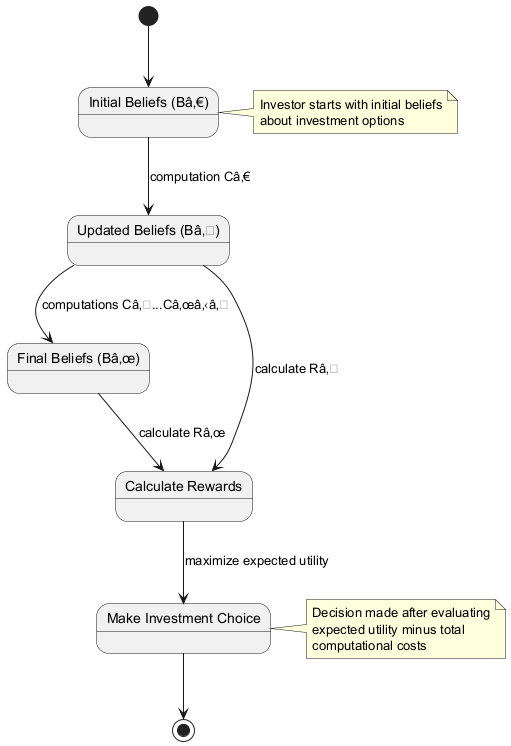 Initial Beliefs (Bâ‚€)
Investor starts with initial beliefs
about investment options
computation Câ‚€
Updated Beliefs (Bâ‚□)
computations Câ‚□...Câ‚œâ‚‹â‚□
Final Beliefs (Bâ‚œ)
calculate Râ‚□
calculate Râ‚œ
Calculate Rewards
maximize expected utility
Make Investment Choice
Decision made after evaluating
expected utility minus total
computational costs